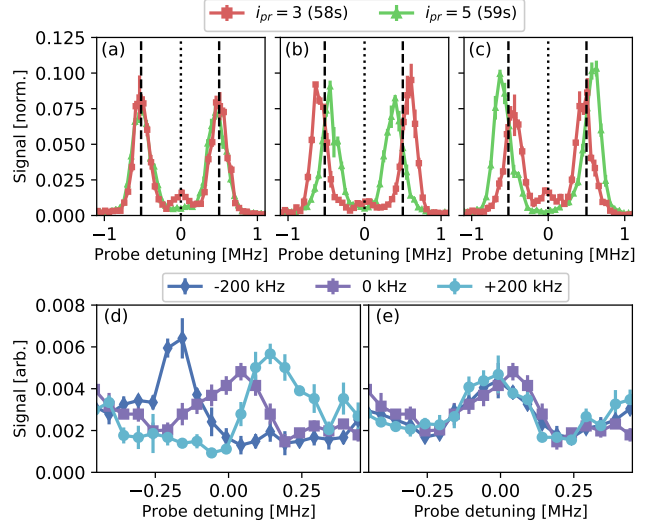 i_pr = 3 (58s) i_pr = 5 (59s)
(a) (b) (c)
Signal [norm.]
0.125
0.100
0.075
0.050
0.025
0.000
−1 0 1 −1 0 1 −1 0 1
Probe detuning [MHz] Probe detuning [MHz] Probe detuning [MHz]
-200 kHz 0 kHz +200 kHz
(d) (e)
Signal [arb.]
0.008
0.006
0.004
0.002
0.000
−0.25 0.00 0.25 −0.25 0.00 0.25
Probe detuning [MHz] Probe detuning [MHz]